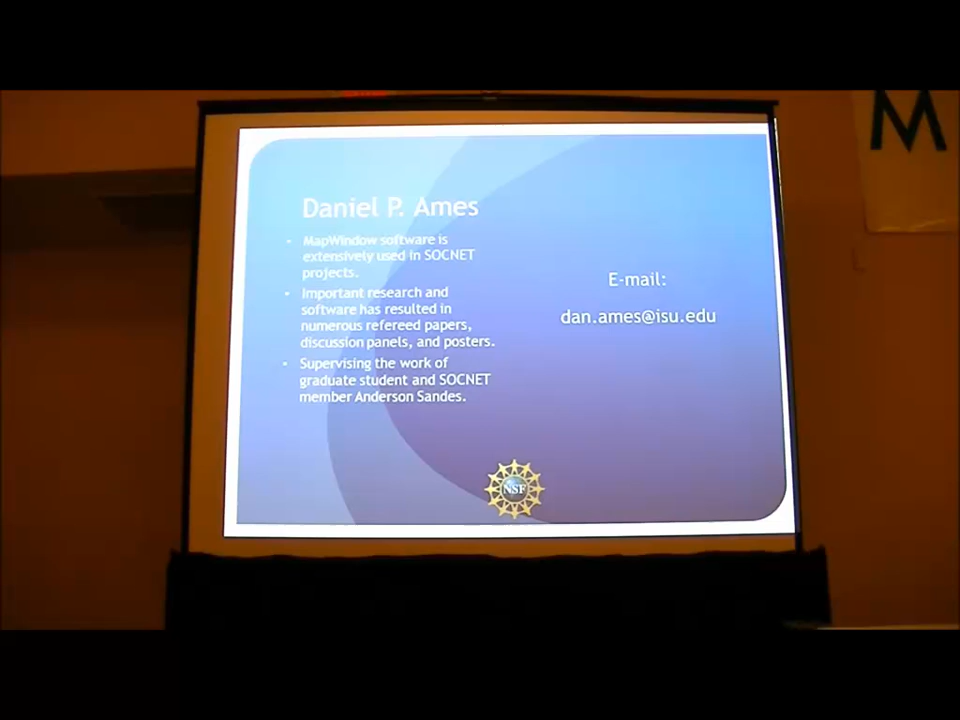 M
Daniel P. Ames
• MapWindow software is
extensively used in SOCNET
projects.
• Important research and
software has resulted in
numerous refereed papers,
discussion panels, and posters.
• Supervising the work of
graduate student and SOCNET
member Anderson Sandes.
E-mail:
dan.ames@isu.edu
NSF